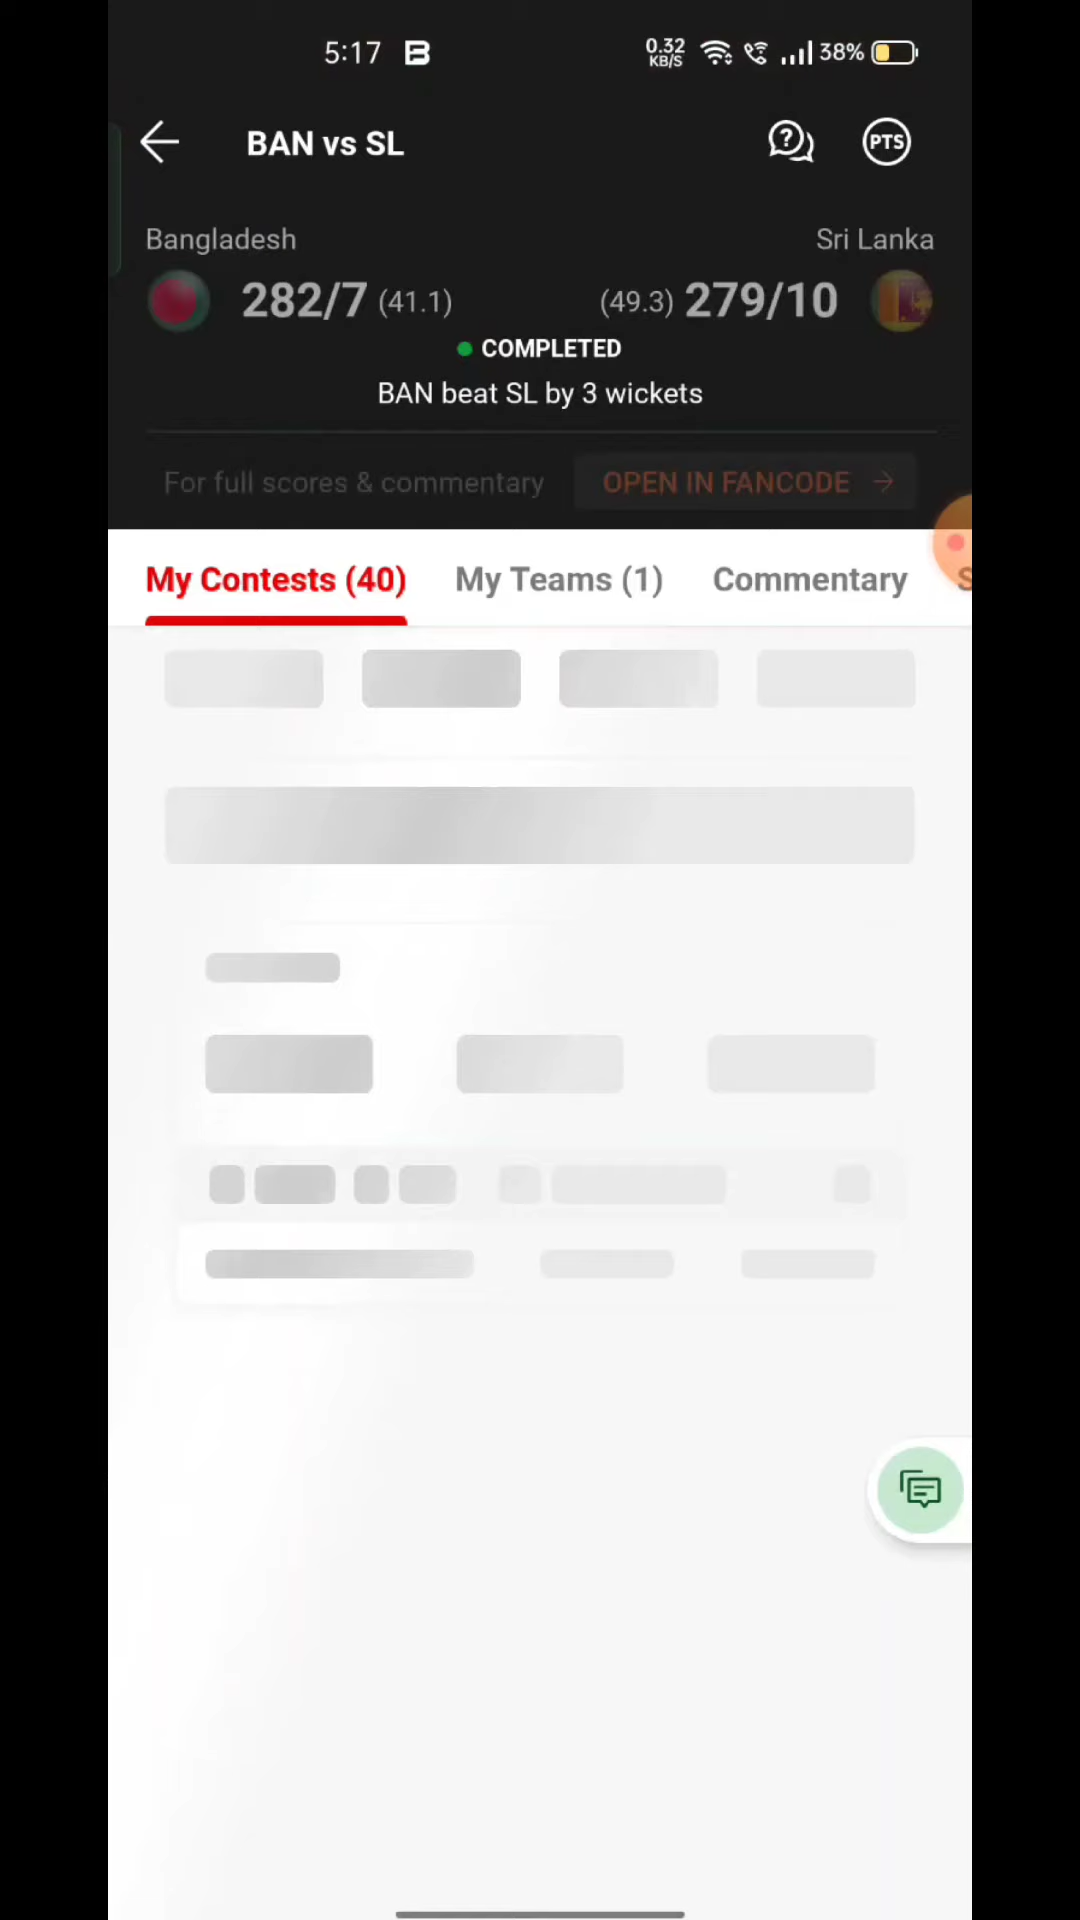 5:17 0.32 KB/S 38%
BAN vs SL PTS
Bangladesh Sri Lanka
282/7 (41.1) (49.3) 279/10
COMPLETED
BAN beat SL by 3 wickets
For full scores & commentary OPEN IN FANCODE →
My Contests (40) My Teams (1) Commentary S